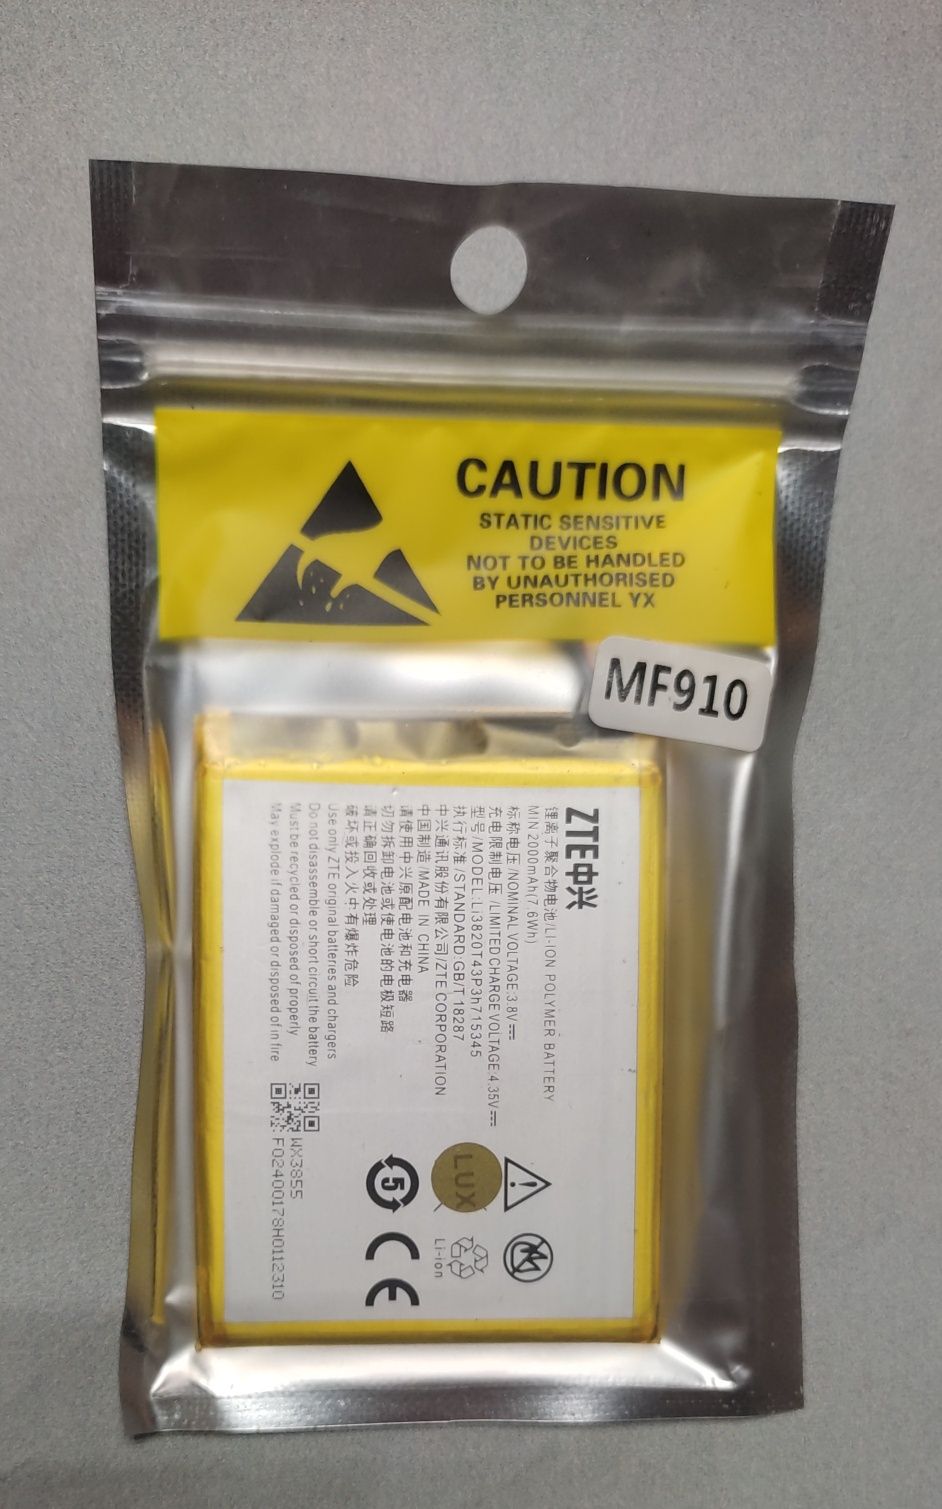 CAUTION
STATIC SENSITIVE
DEVICES
NOT TO BE HANDLED
BY UNAUTHORISED
PERSONNEL YX
MF910
ZTE中兴
锂离子聚合物电池/LI-ION POLYMER BATTERY
MIN 2000mAh(7.6Wh)
标称电压/NOMINAL VOLTAGE:3.8V⎓
充电限制电压/LIMITED CHARGE VOLTAGE:4.35V⎓
型号/MODEL:Li3820T43P3h715345
执行标准/STANDARD:GB/T 18287
中兴通讯股份有限公司/ZTE CORPORATION
中国制造/MADE IN CHINA
请使用中兴原配电池和充电器
切勿拆卸电池或使电池的电极短路
请正确回收或处理
破坏或投入火中有爆炸危险
Use only ZTE original batteries and chargers
Do not disassemble or short circuit the battery
Must be recycled or disposed of properly
May explode if damaged or disposed of in fire
LUX
Li-ion
5
CE
WX3855
F02400178H0112310